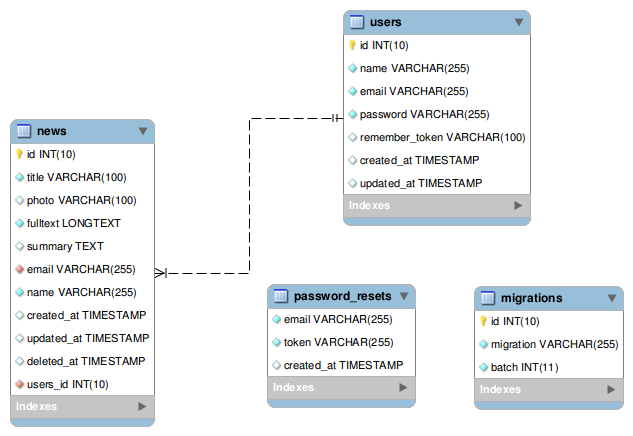 users
id INT(10)
name VARCHAR(255)
email VARCHAR(255)
password VARCHAR(255)
remember_token VARCHAR(100)
created_at TIMESTAMP
updated_at TIMESTAMP
Indexes
news
id INT(10)
title VARCHAR(100)
photo VARCHAR(100)
fulltext LONGTEXT
summary TEXT
email VARCHAR(255)
name VARCHAR(255)
created_at TIMESTAMP
updated_at TIMESTAMP
deleted_at TIMESTAMP
users_id INT(10)
Indexes
password_resets
email VARCHAR(255)
token VARCHAR(255)
created_at TIMESTAMP
Indexes
migrations
id INT(10)
migration VARCHAR(255)
batch INT(11)
Indexes